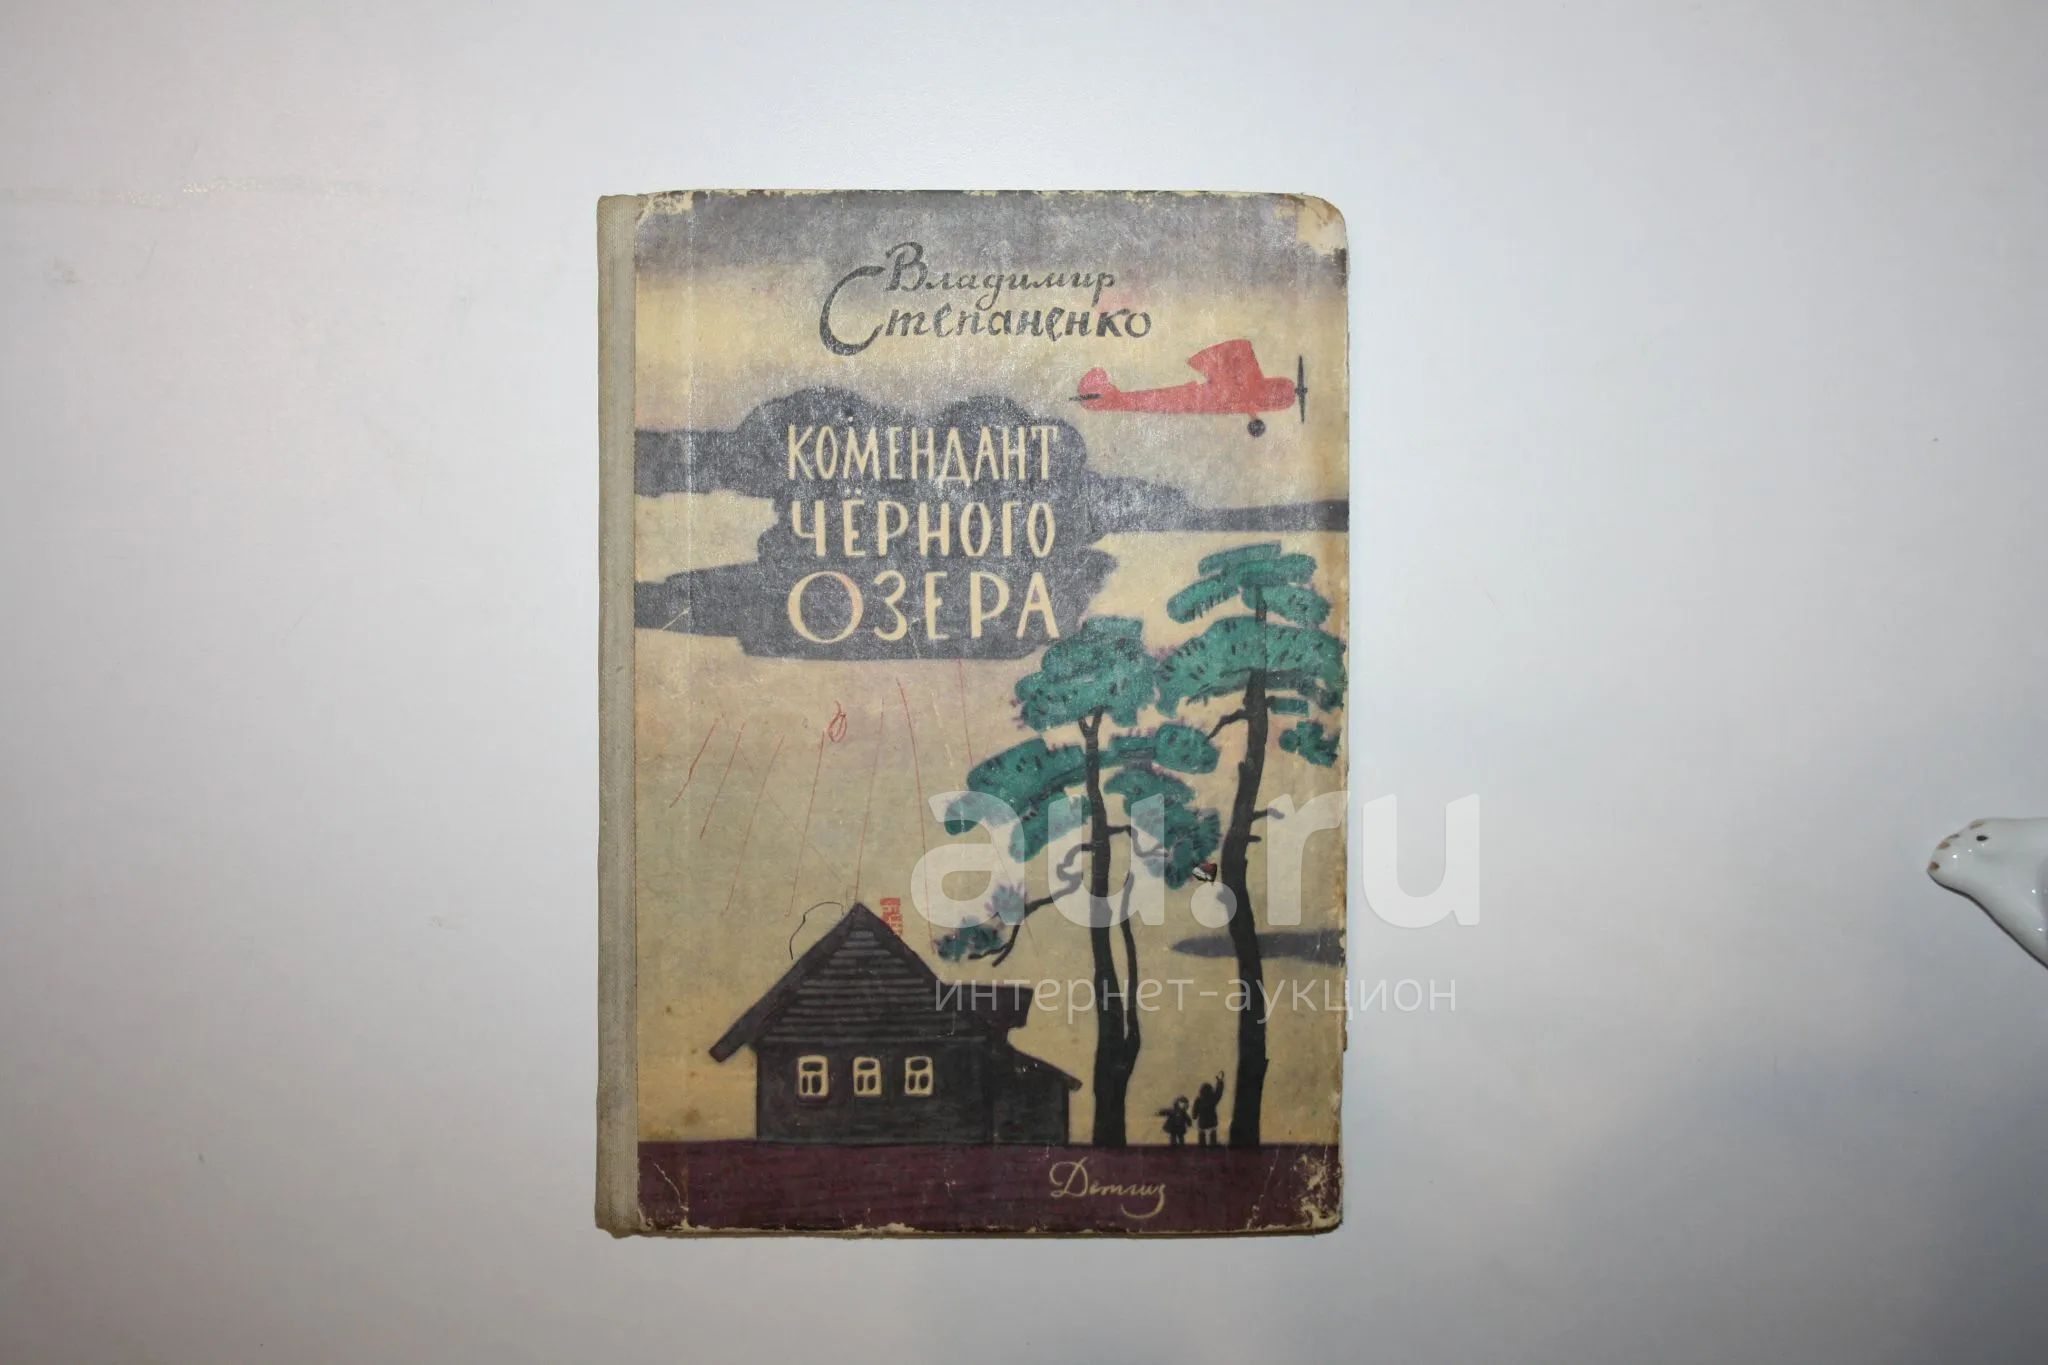 Владимир
Степаненко
КОМЕНДАНТ
ЧЁРНОГО
ОЗЕРА
au.ru
интернет-аукцион
Детгиз